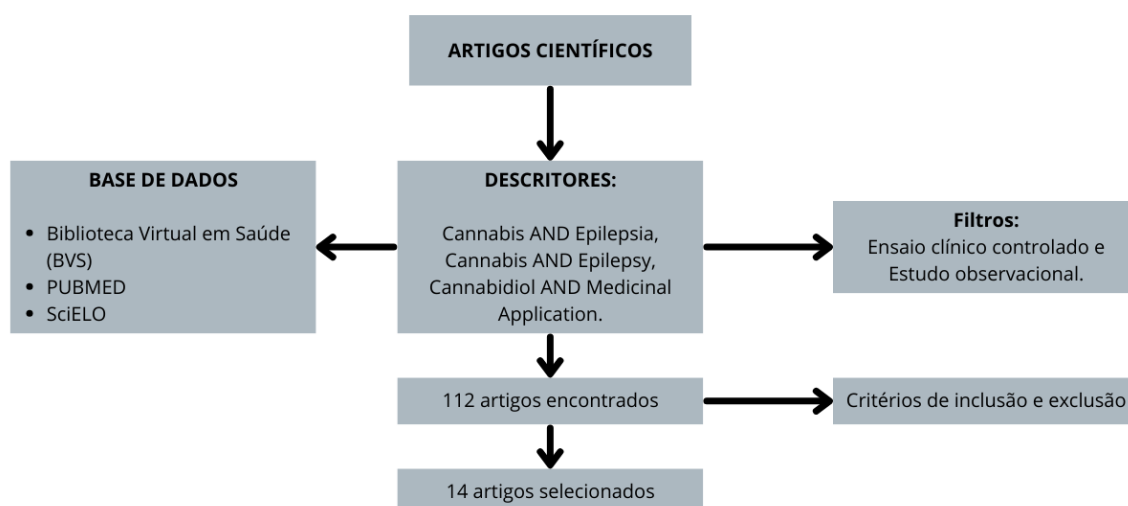 ARTIGOS CIENTÍFICOS
BASE DE DADOS
• Biblioteca Virtual em Saúde
(BVS)
• PUBMED
• SciELO
DESCRITORES:
Cannabis AND Epilepsia,
Cannabis AND Epilepsy,
Cannabidiol AND Medicinal
Application.
Filtros:
Ensaio clínico controlado e
Estudo observacional.
112 artigos encontrados
Critérios de inclusão e exclusão
14 artigos selecionados